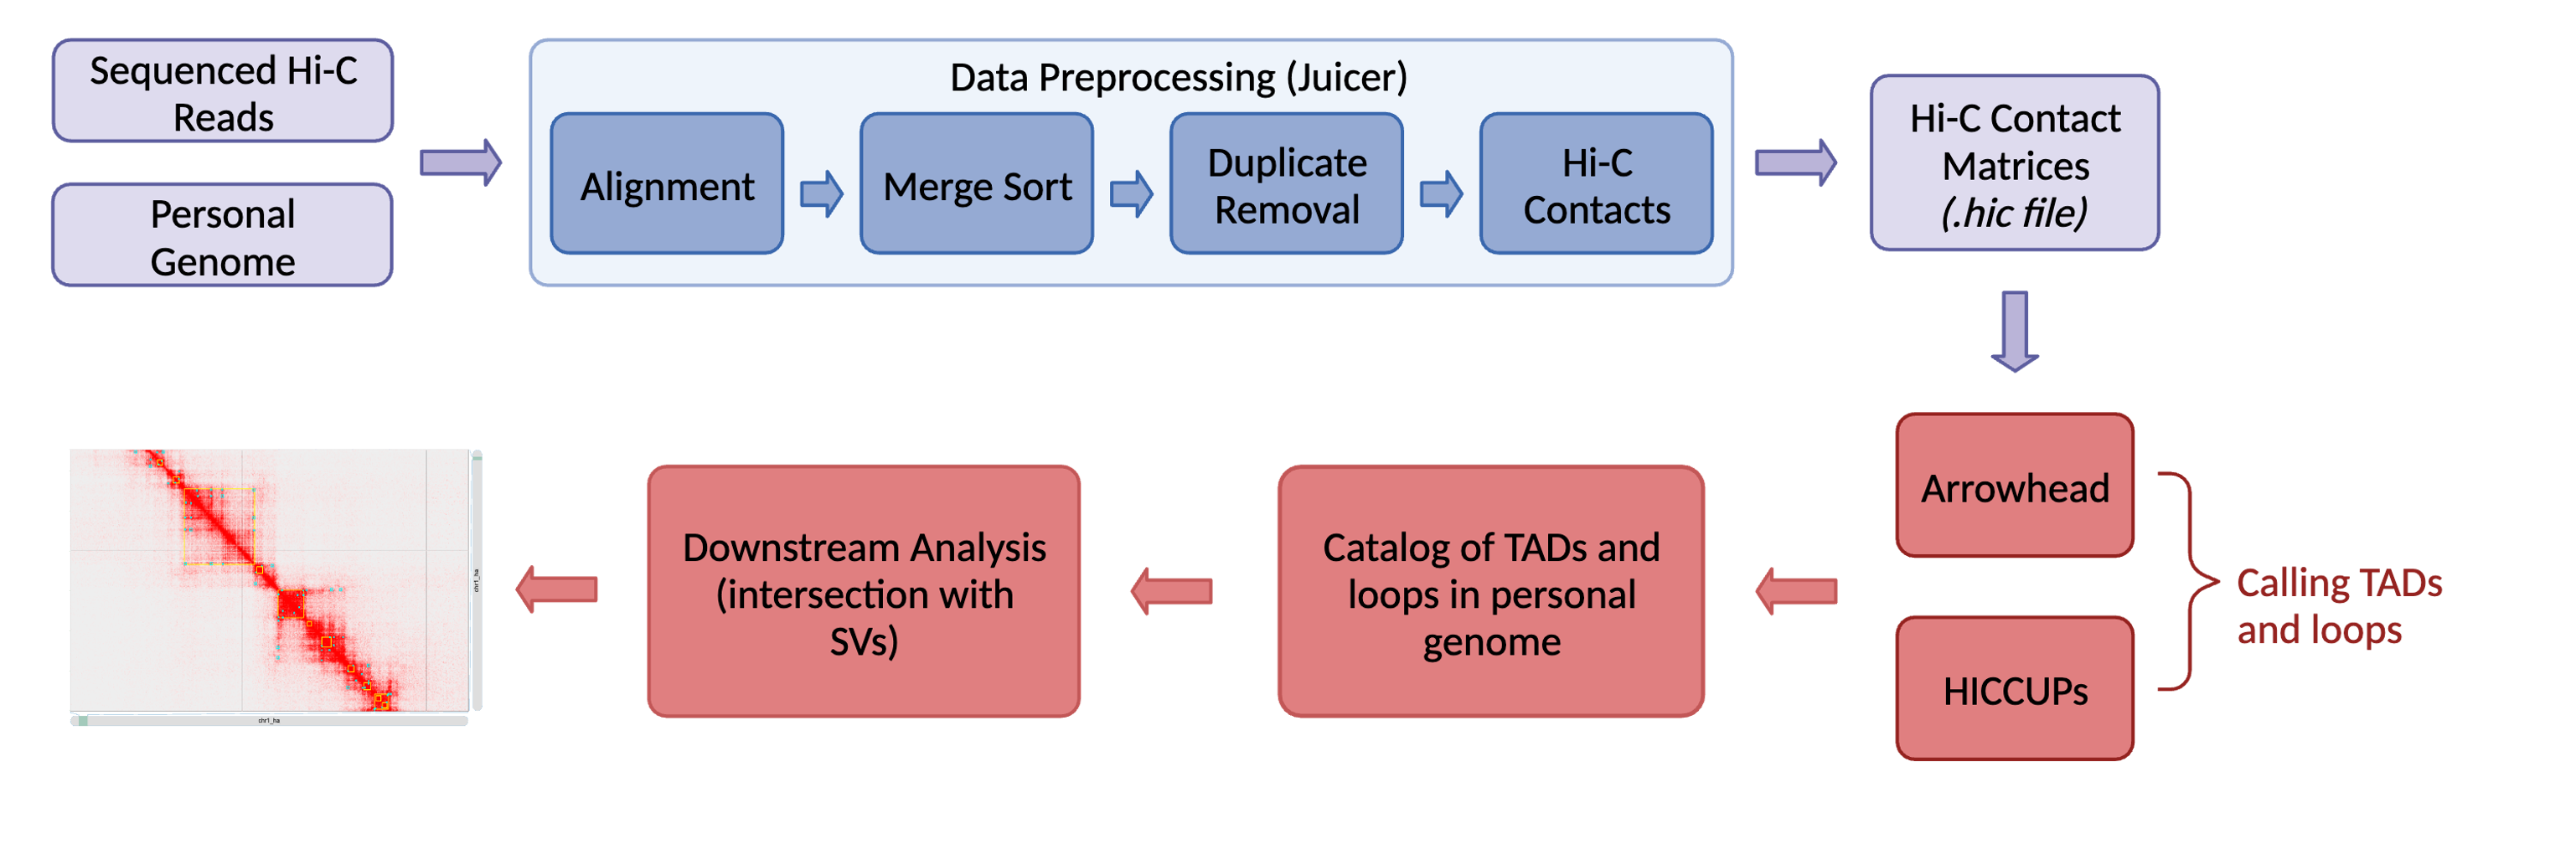 Sequenced Hi-C
Reads
Personal
Genome
Data Preprocessing (Juicer)
Alignment
Merge Sort
Duplicate
Removal
Hi-C
Contacts
Hi-C Contact
Matrices
(.hic file)
Arrowhead
HICCUPs
Calling TADs
and loops
Catalog of TADs and
loops in personal
genome
Downstream Analysis
(intersection with
SVs)
chr1_ha
chr1_ha